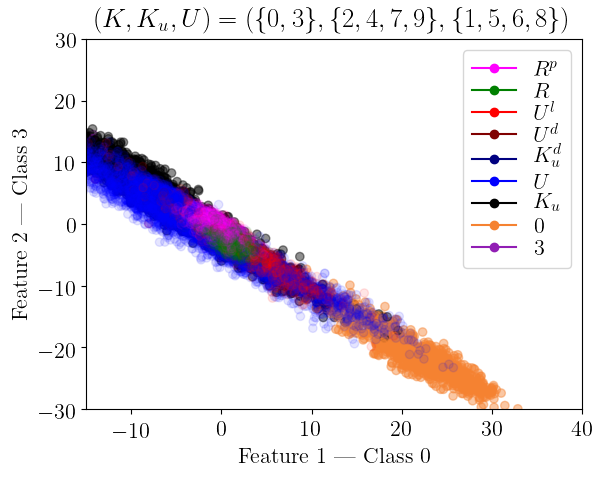 (K, K_u, U) = ({0, 3}, {2, 4, 7, 9}, {1, 5, 6, 8})
30
20
10
0
−10
−20
−30
Feature 2 — Class 3
R^p
R
U^l
U^d
K_u^d
U
K_u
0
3
−10
0
10
20
30
40
Feature 1 — Class 0